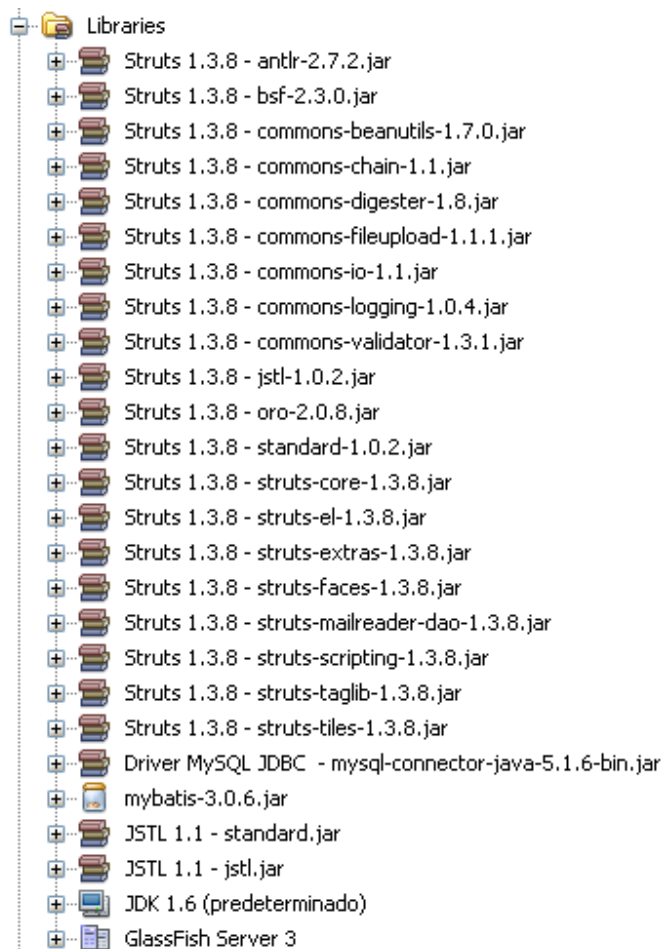 Libraries
Struts 1.3.8 - antlr-2.7.2.jar
Struts 1.3.8 - bsf-2.3.0.jar
Struts 1.3.8 - commons-beanutils-1.7.0.jar
Struts 1.3.8 - commons-chain-1.1.jar
Struts 1.3.8 - commons-digester-1.8.jar
Struts 1.3.8 - commons-fileupload-1.1.1.jar
Struts 1.3.8 - commons-io-1.1.jar
Struts 1.3.8 - commons-logging-1.0.4.jar
Struts 1.3.8 - commons-validator-1.3.1.jar
Struts 1.3.8 - jstl-1.0.2.jar
Struts 1.3.8 - oro-2.0.8.jar
Struts 1.3.8 - standard-1.0.2.jar
Struts 1.3.8 - struts-core-1.3.8.jar
Struts 1.3.8 - struts-el-1.3.8.jar
Struts 1.3.8 - struts-extras-1.3.8.jar
Struts 1.3.8 - struts-faces-1.3.8.jar
Struts 1.3.8 - struts-mailreader-dao-1.3.8.jar
Struts 1.3.8 - struts-scripting-1.3.8.jar
Struts 1.3.8 - struts-taglib-1.3.8.jar
Struts 1.3.8 - struts-tiles-1.3.8.jar
Driver MySQL JDBC - mysql-connector-java-5.1.6-bin.jar
mybatis-3.0.6.jar
JSTL 1.1 - standard.jar
JSTL 1.1 - jstl.jar
JDK 1.6 (predeterminado)
GlassFish Server 3